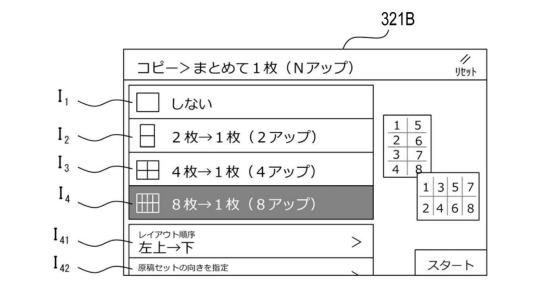 321B
コピー＞まとめて1枚（Nアップ）
リセット
I1
しない
I2
2枚→1枚（2アップ）
I3
4枚→1枚（4アップ）
I4
8枚→1枚（8アップ）
1 5
2 6
3 7
4 8
1 3 5 7
2 4 6 8
I41
レイアウト順序
左上→下
＞
I42
原稿セットの向きを指定
スタート